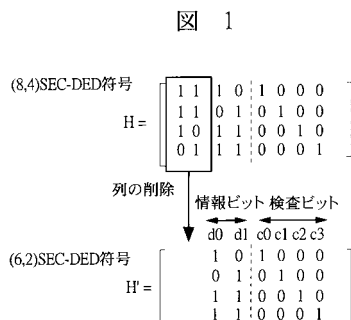 図 1
(8,4)SEC-DED符号
H =
1 1 1 0 1 0 0 0
1 1 0 1 0 1 0 0
1 0 1 1 0 0 1 0
0 1 1 1 0 0 0 1
列の削除
情報ビット 検査ビット
d0 d1 c0 c1 c2 c3
(6,2)SEC-DED符号
H' =
1 0 1 0 0 0
0 1 0 1 0 0
1 1 0 0 1 0
1 1 0 0 0 1